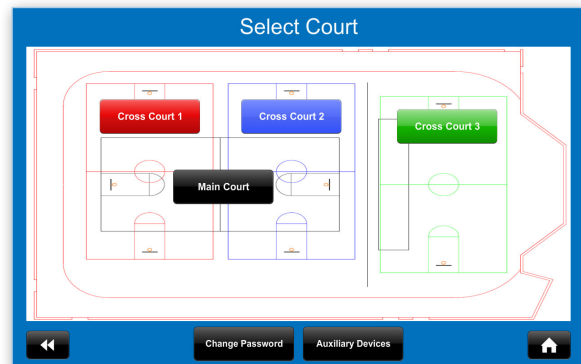 Select Court
Cross Court 1
Cross Court 2
Cross Court 3
Main Court
Change Password
Auxiliary Devices